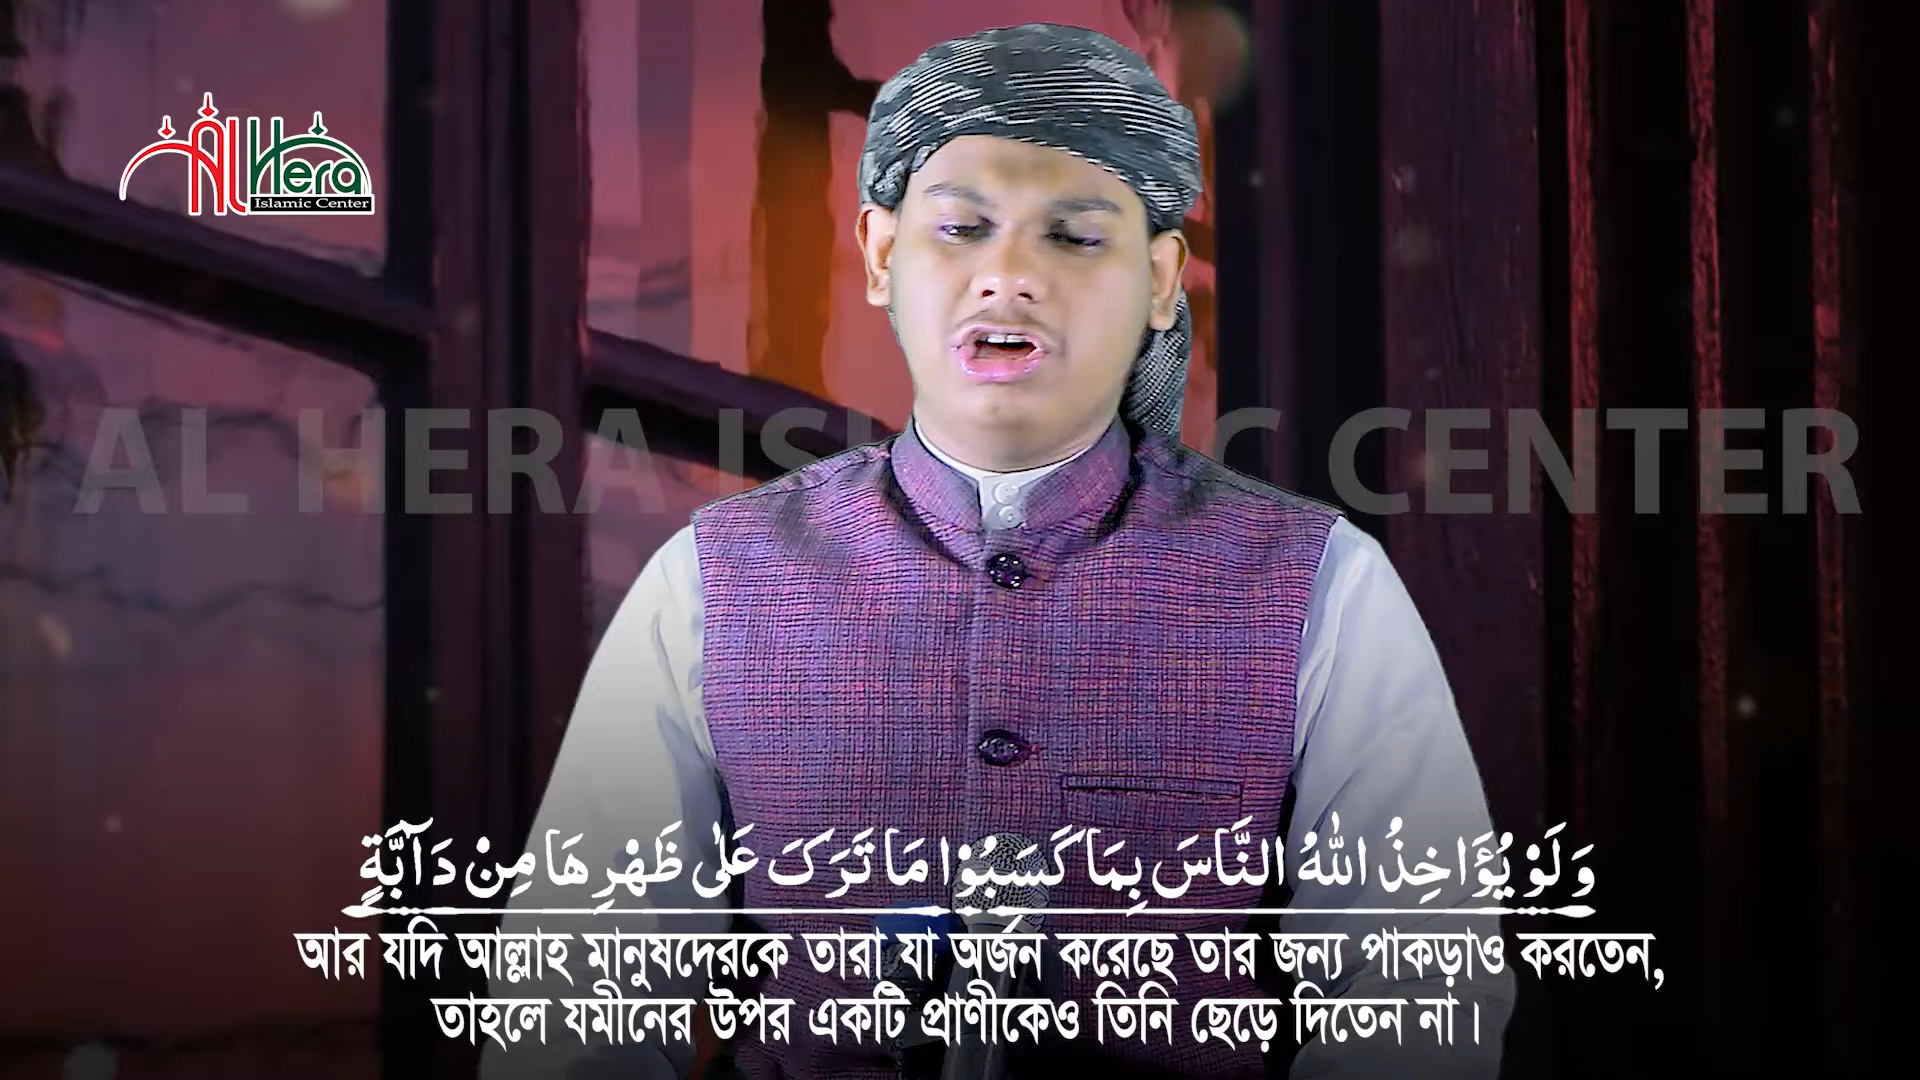 AL Hera
Islamic Center
AL HERA ISLAMIC CENTER
وَلَوْ يُؤَاخِذُ اللّٰهُ النَّاسَ بِمَا كَسَبُوْا مَا تَرَكَ عَلٰى ظَهْرِهَا مِنْ دَآبَّةٍ
আর যদি আল্লাহ মানুষদেরকে তারা যা অর্জন করেছে তার জন্য পাকড়াও করতেন,
তাহলে যমীনের উপর একটি প্রাণীকেও তিনি ছেড়ে দিতেন না।